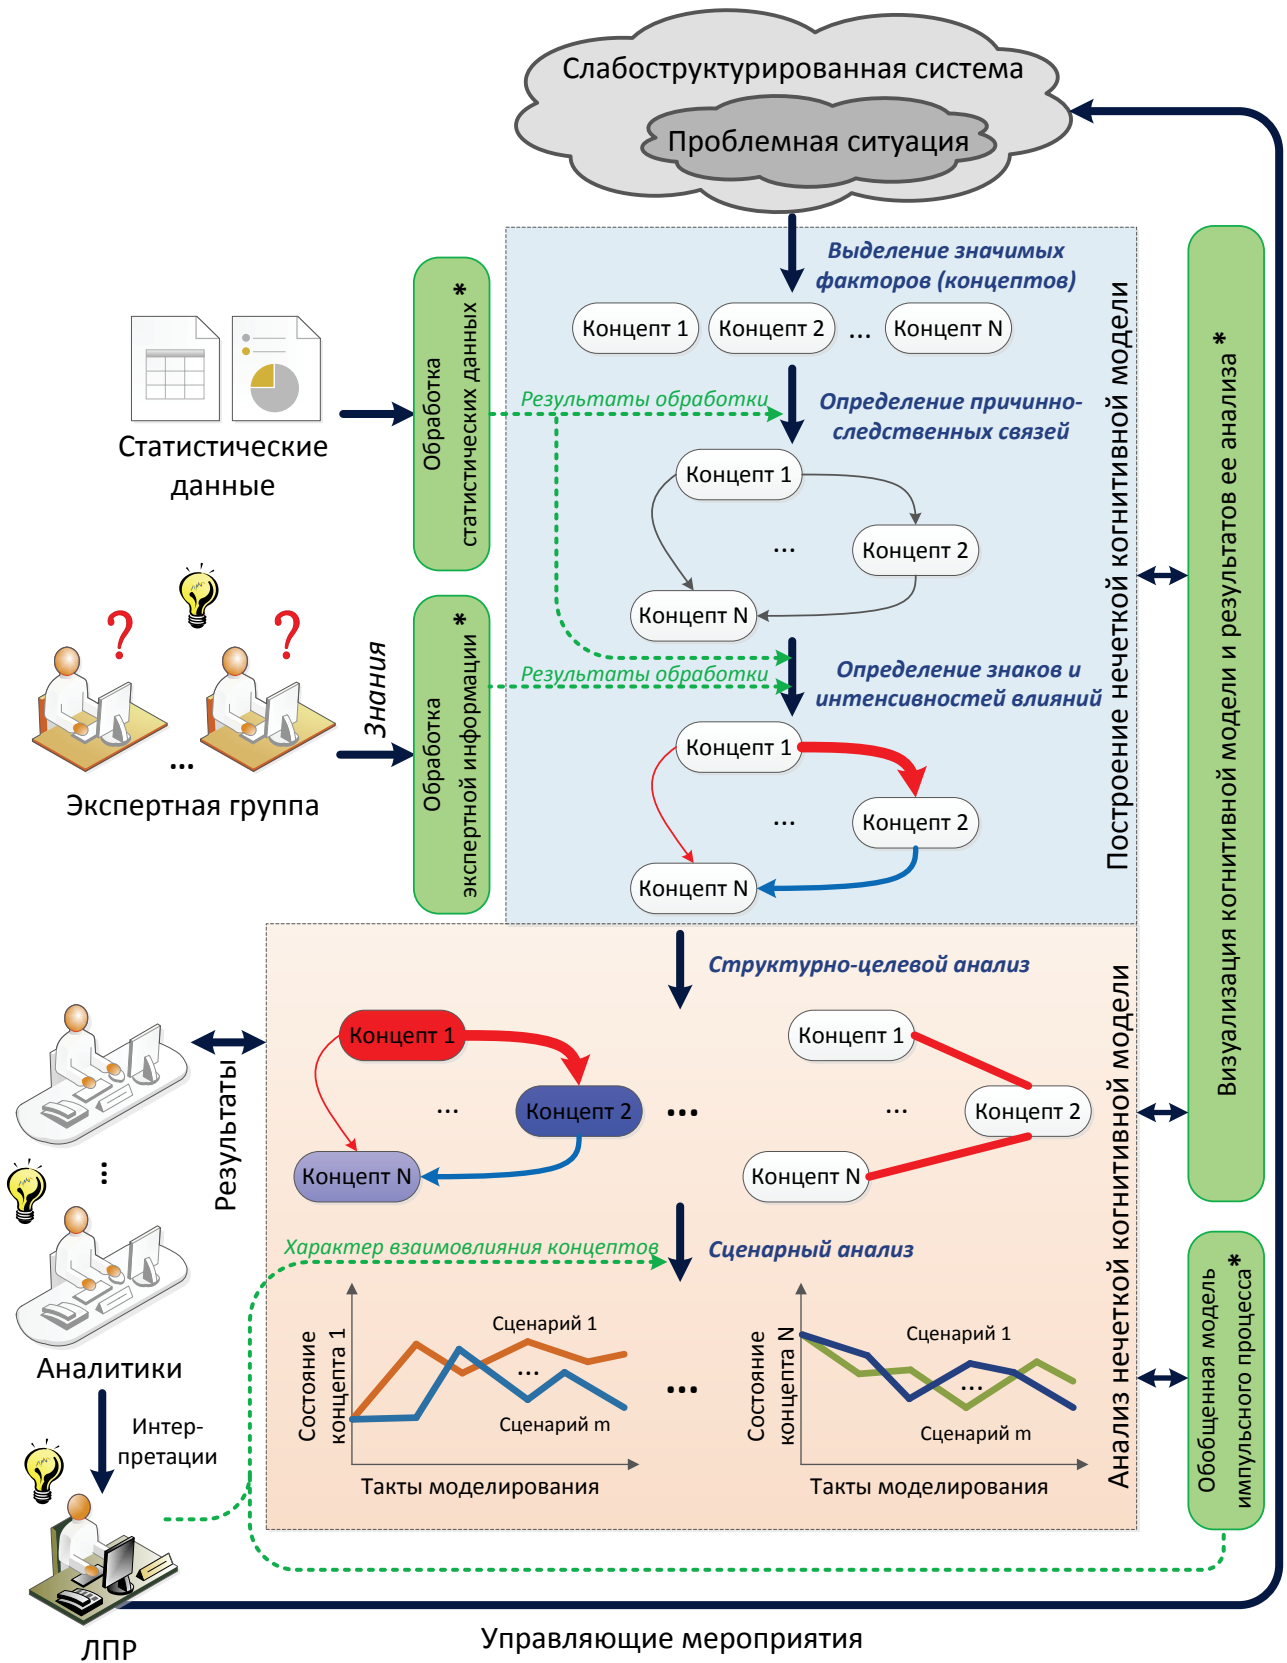 Слабоструктурированная система
Проблемная ситуация
Выделение значимых
факторов (концептов)
Концепт 1
Концепт 2
...
Концепт N
Статистические
данные
Обработка
статистических данных *
Результаты обработки
Определение причинно-
следственных связей
Концепт 1
...
Концепт 2
Концепт N
?
?
...
Экспертная группа
Знания
Обработка
экспертной информации *
Результаты обработки
Определение знаков и
интенсивностей влияний
Концепт 1
...
Концепт 2
Концепт N
Построение нечеткой когнитивной модели
Визуализация когнитивной модели и результатов ее анализа *
Структурно-целевой анализ
Концепт 1
...
Концепт 2
Концепт N
...
Концепт 1
...
Концепт 2
Концепт N
Результаты
...
Аналитики
Интер-
претации
ЛПР
Характер взаимовлияния концептов
Сценарный анализ
Состояние
концепта 1
Сценарий 1
...
Сценарий m
Такты моделирования
...
Состояние
концепта N
Сценарий 1
...
Сценарий m
Такты моделирования
Анализ нечеткой когнитивной модели
Обобщенная модель
импульсного процесса *
Управляющие мероприятия